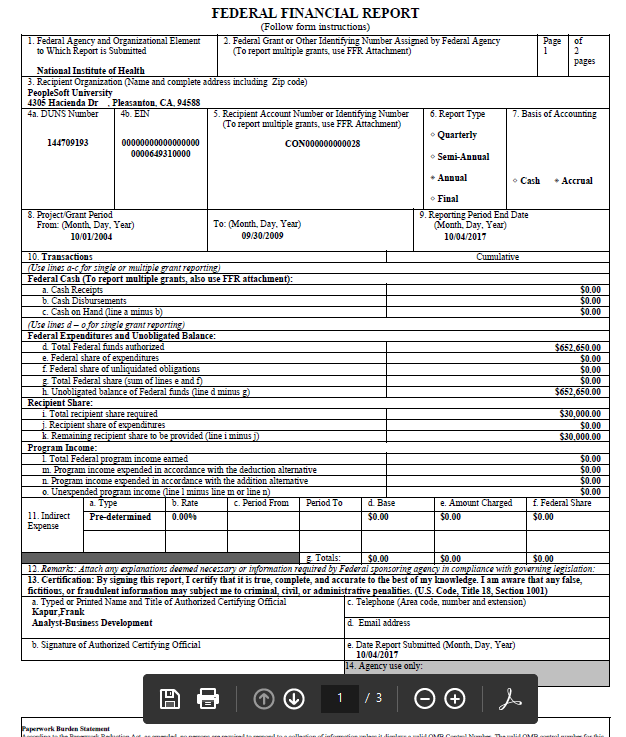 FEDERAL FINANCIAL REPORT
(Follow form instructions)
1. Federal Agency and Organizational Element
to Which Report is Submitted
National Institute of Health
2. Federal Grant or Other Identifying Number Assigned by Federal Agency
(To report multiple grants, use FFR Attachment)
Page
1
of
2
pages
3. Recipient Organization (Name and complete address including Zip code)
PeopleSoft University
4305 Hacienda Dr , Pleasanton, CA, 94588
4a. DUNS Number
144709193
4b. EIN
00000000000000000
0000649310000
5. Recipient Account Number or Identifying Number
(To report multiple grants, use FFR Attachment)
CON000000000028
6. Report Type
Quarterly
Semi-Annual
Annual
Final
7. Basis of Accounting
Cash
Accrual
8. Project/Grant Period
From: (Month, Day, Year)
10/01/2004
To: (Month, Day, Year)
09/30/2009
9. Reporting Period End Date
(Month, Day, Year)
10/04/2017
10. Transactions Cumulative
(Use lines a-c for single or multiple grant reporting)
Federal Cash (To report multiple grants, also use FFR attachment):
a. Cash Receipts $0.00
b. Cash Disbursements $0.00
c. Cash on Hand (line a minus b) $0.00
(Use lines d – o for single grant reporting)
Federal Expenditures and Unobligated Balance:
d. Total Federal funds authorized $652,650.00
e. Federal share of expenditures $0.00
f. Federal share of unliquidated obligations $0.00
g. Total Federal share (sum of lines e and f) $0.00
h. Unobligated balance of Federal funds (line d minus g) $652,650.00
Recipient Share:
i. Total recipient share required $30,000.00
j. Recipient share of expenditures $0.00
k. Remaining recipient share to be provided (line i minus j) $30,000.00
Program Income:
l. Total Federal program income earned $0.00
m. Program income expended in accordance with the deduction alternative $0.00
n. Program income expended in accordance with the addition alternative $0.00
o. Unexpended program income (line l minus line m or line n) $0.00
11. Indirect
Expense
a. Type b. Rate c. Period From Period To d. Base e. Amount Charged f. Federal Share
Pre-determined 0.00% $0.00 $0.00 $0.00
g. Totals: $0.00 $0.00 $0.00
12. Remarks: Attach any explanations deemed necessary or information required by Federal sponsoring agency in compliance with governing legislation:
13. Certification: By signing this report, I certify that it is true, complete, and accurate to the best of my knowledge. I am aware that any false,
fictitious, or fraudulent information may subject me to criminal, civil, or administrative penalities. (U.S. Code, Title 18, Section 1001)
a. Typed or Printed Name and Title of Authorized Certifying Official
Kapur,Frank
Analyst-Business Development
c. Telephone (Area code, number and extension)
d. Email address
b. Signature of Authorized Certifying Official
e. Date Report Submitted (Month, Day, Year)
10/04/2017
14. Agency use only:
1 / 3
Paperwork Burden Statement